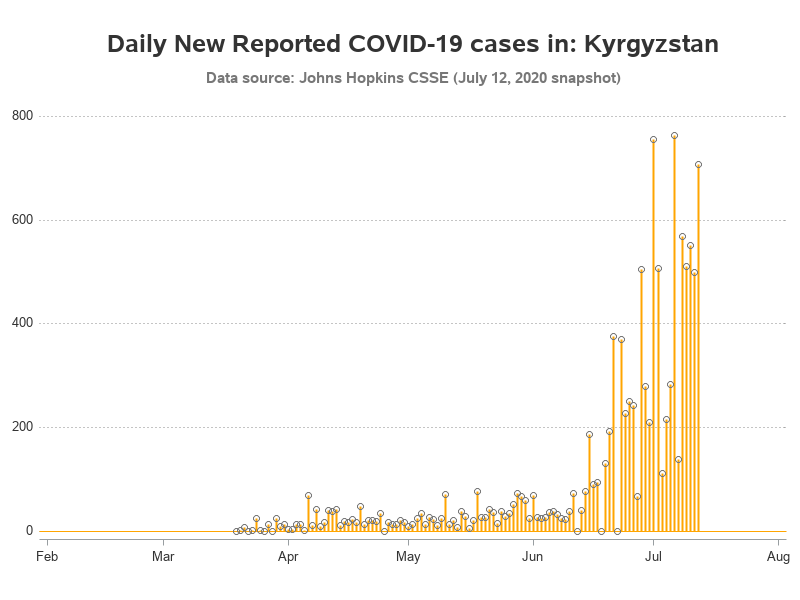 Daily New Reported COVID-19 cases in: Kyrgyzstan
Data source: Johns Hopkins CSSE (July 12, 2020 snapshot)
800
600
400
200
0
Feb Mar Apr May Jun Jul Aug